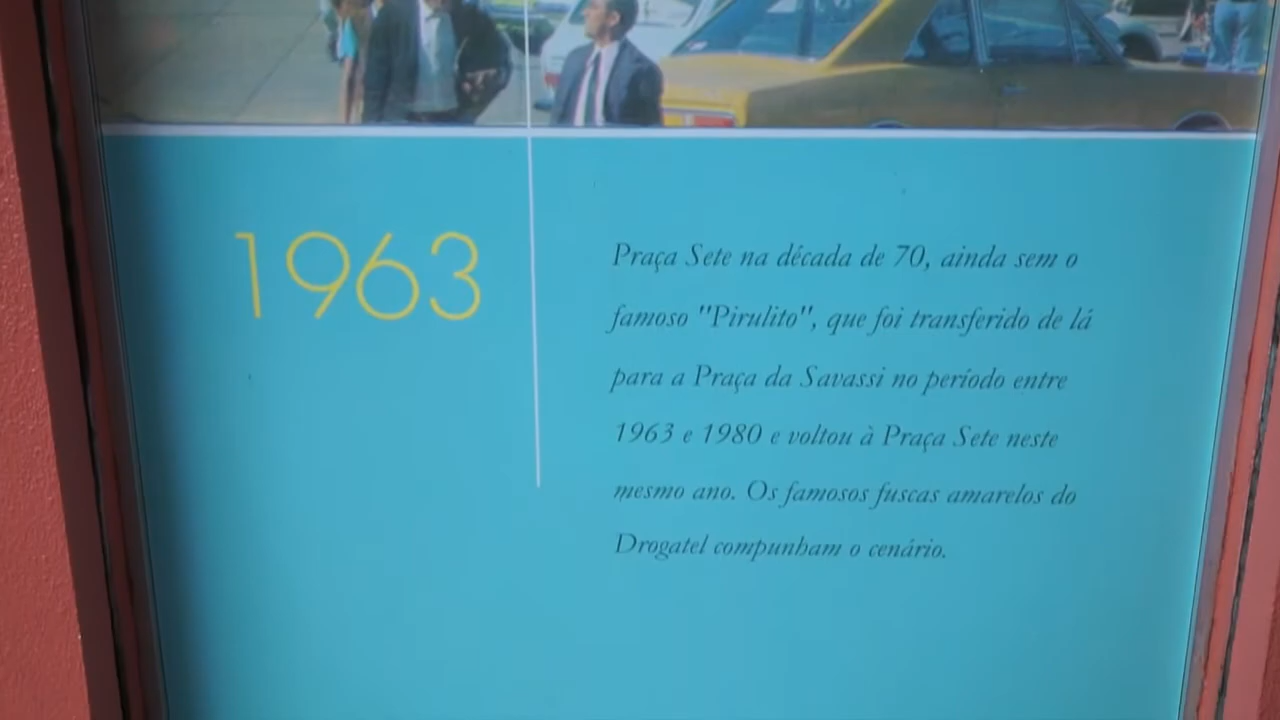 1963
Praça Sete na década de 70, ainda sem o
famoso "Pirulito", que foi transferido de lá
para a Praça da Savassi no período entre
1963 e 1980 e voltou à Praça Sete neste
mesmo ano. Os famosos fuscas amarelos do
Drogatel compunham o cenário.